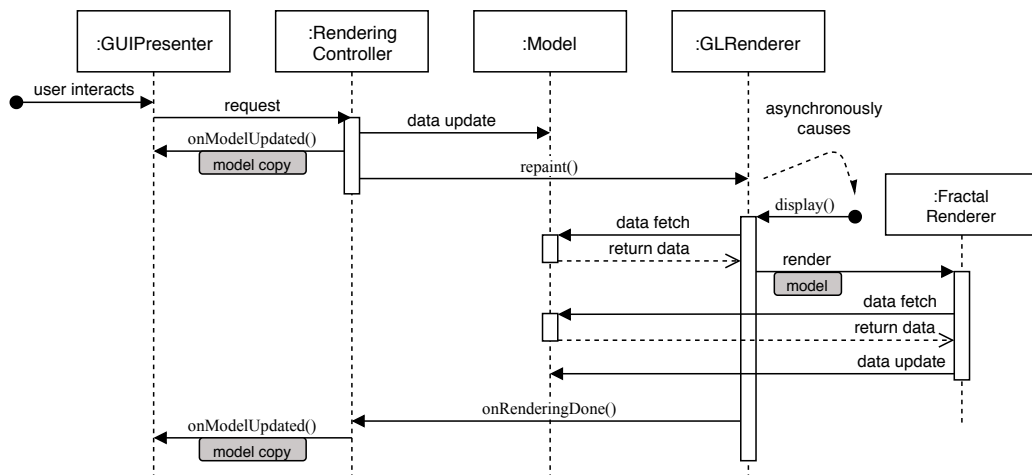 :GUIPresenter
:Rendering
Controller
:Model
:GLRenderer
asynchronously
causes
user interacts
request
data update
onModelUpdated()
model copy
repaint()
display()
:Fractal
Renderer
data fetch
return data
render
model
data fetch
return data
data update
onRenderingDone()
onModelUpdated()
model copy